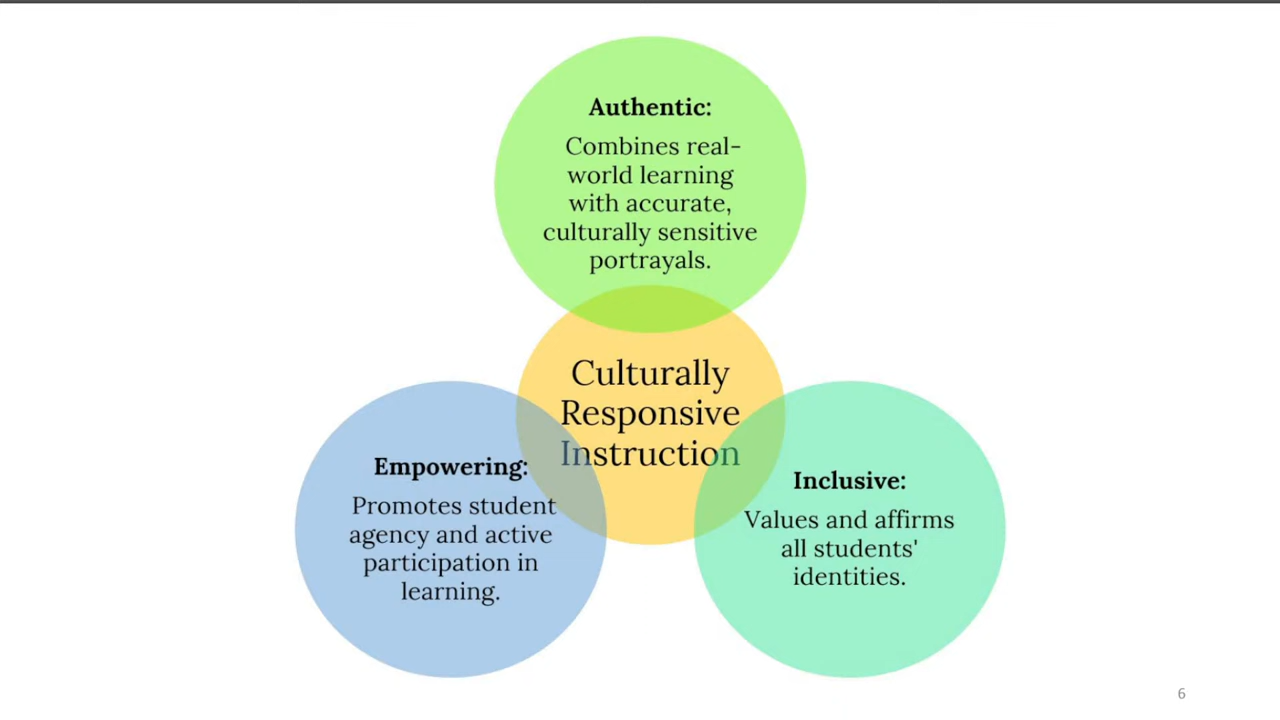 Authentic:
Combines real-
world learning
with accurate,
culturally sensitive
portrayals.
Culturally
Responsive
Instruction
Empowering:
Promotes student
agency and active
participation in
learning.
Inclusive:
Values and affirms
all students'
identities.
6